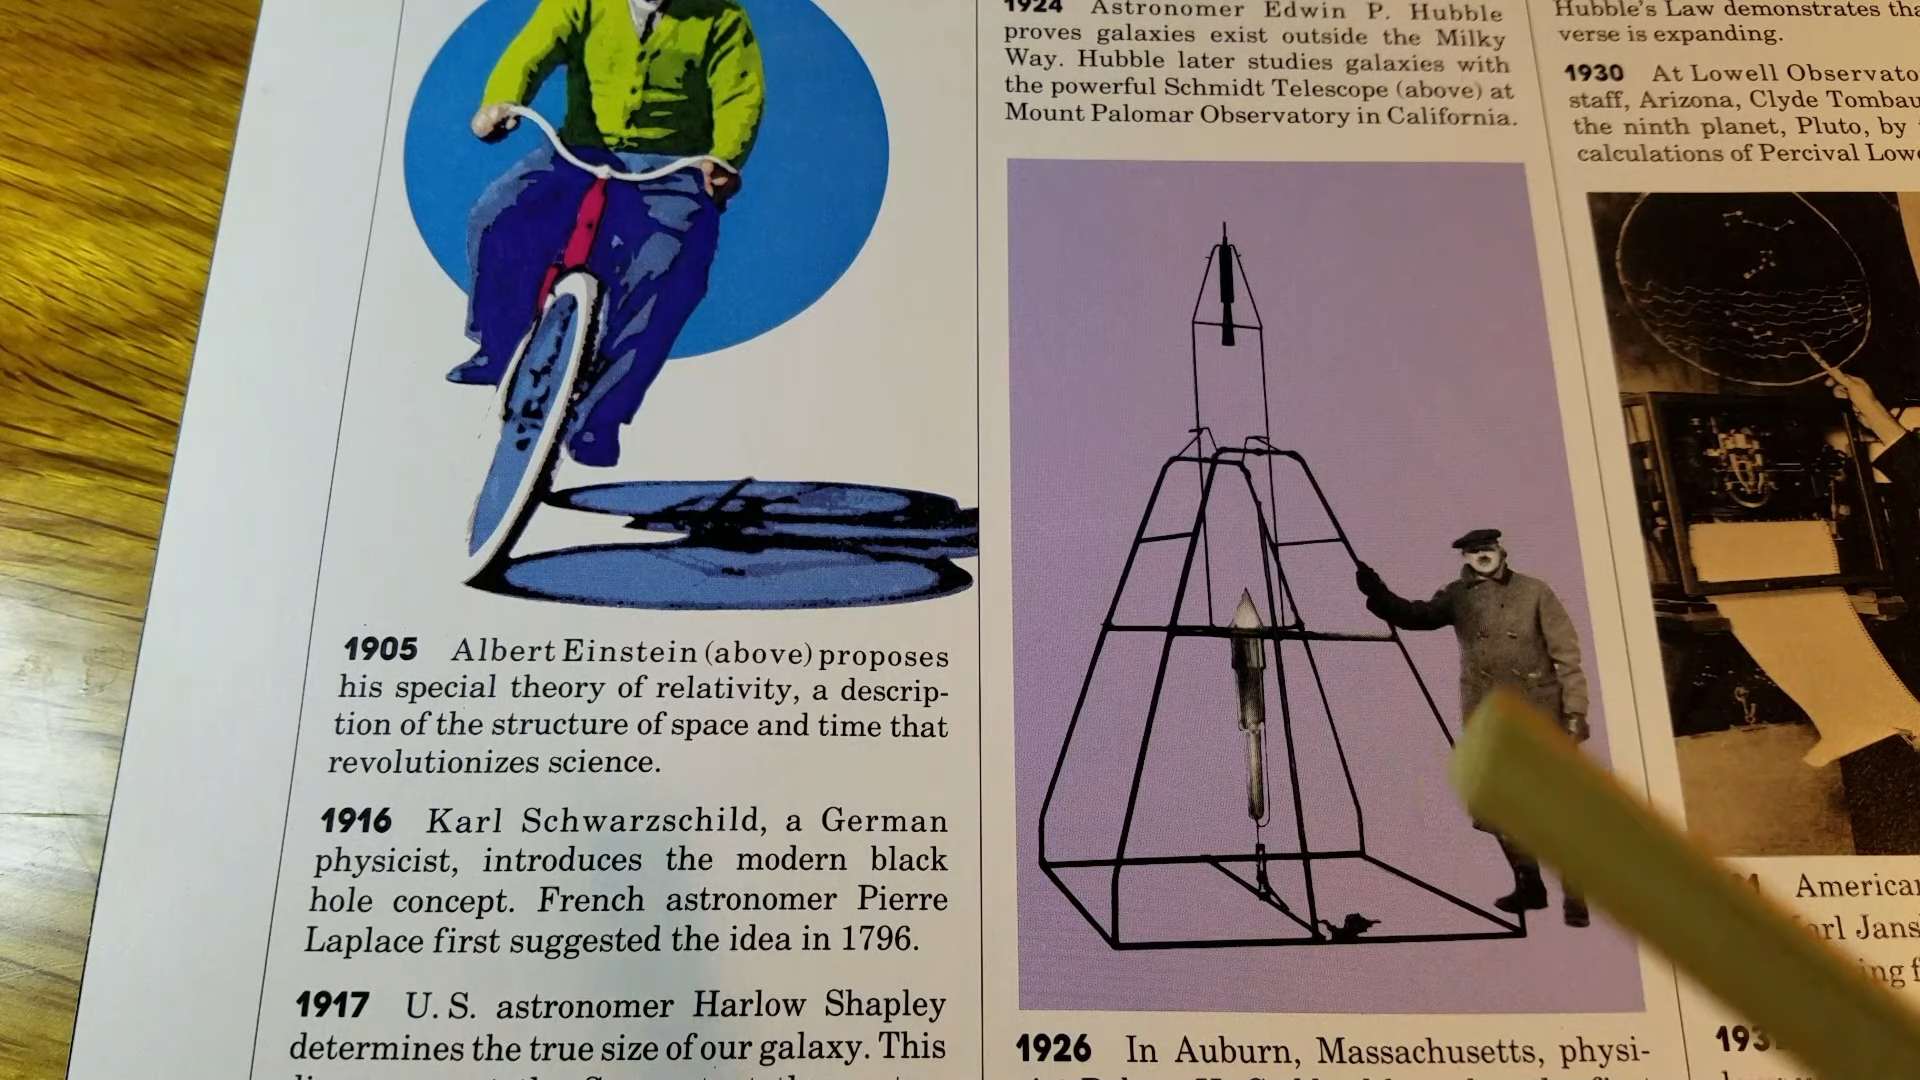 1905 Albert Einstein (above) proposes
his special theory of relativity, a descrip-
tion of the structure of space and time that
revolutionizes science.
1916 Karl Schwarzschild, a German
physicist, introduces the modern black
hole concept. French astronomer Pierre
Laplace first suggested the idea in 1796.
1917 U.S. astronomer Harlow Shapley
determines the true size of our galaxy. This
1924 Astronomer Edwin P. Hubble
proves galaxies exist outside the Milky
Way. Hubble later studies galaxies with
the powerful Schmidt Telescope (above) at
Mount Palomar Observatory in California.
1926 In Auburn, Massachusetts, physi-
Hubble's Law demonstrates tha
verse is expanding.
1930 At Lowell Observato
staff, Arizona, Clyde Tombau
the ninth planet, Pluto, by
calculations of Percival Lowe
America
arl Jans
ing f
193